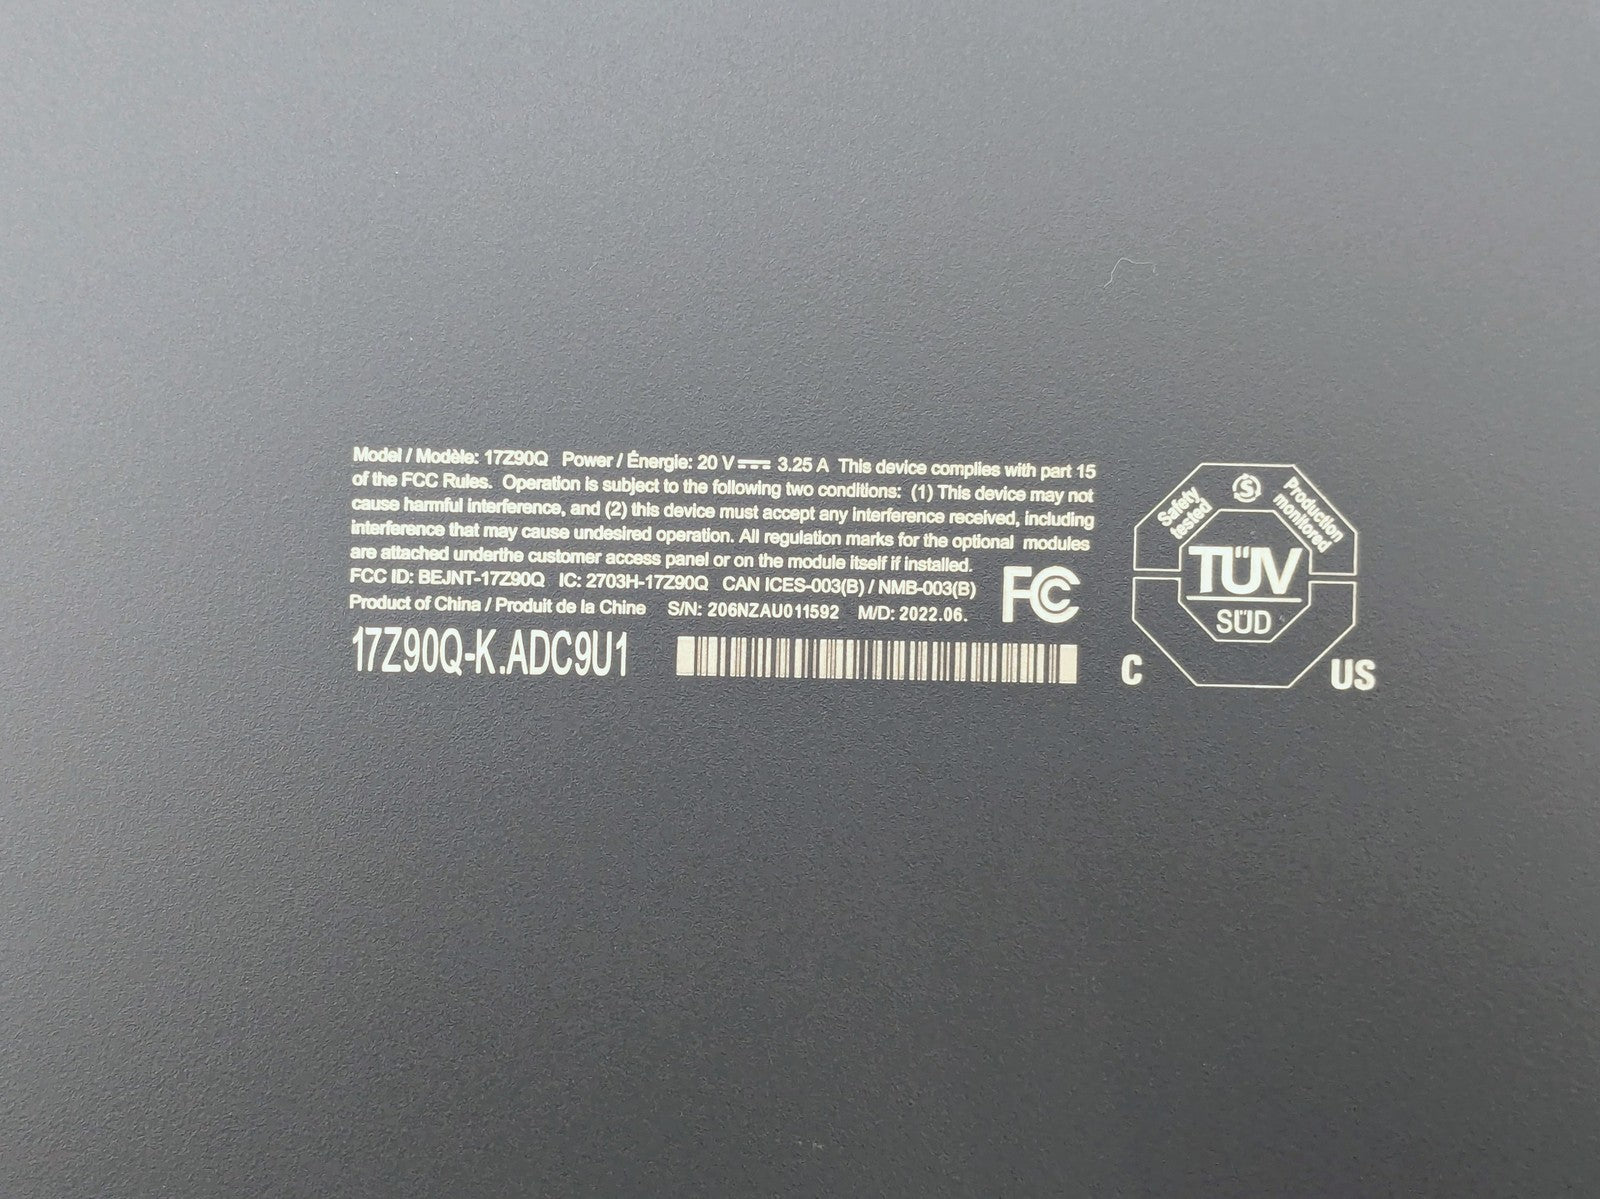 Model / Modèle: 17Z90Q Power / Énergie: 20 V⎓ 3.25 A This device complies with part 15
of the FCC Rules. Operation is subject to the following two conditions: (1) This device may not
cause harmful interference, and (2) this device must accept any interference received, including
interference that may cause undesired operation. All regulation marks for the optional modules
are attached underthe customer access panel or on the module itself if installed.
FCC ID: BEJNT-17Z90Q IC: 2703H-17Z90Q CAN ICES-003(B) / NMB-003(B)
Product of China / Produit de la Chine S/N: 206NZAU011592 M/D: 2022.06.
17Z90Q-K.ADC9U1
FC
Safety
tested
S
Production
monitored
TÜV
SÜD
C
US